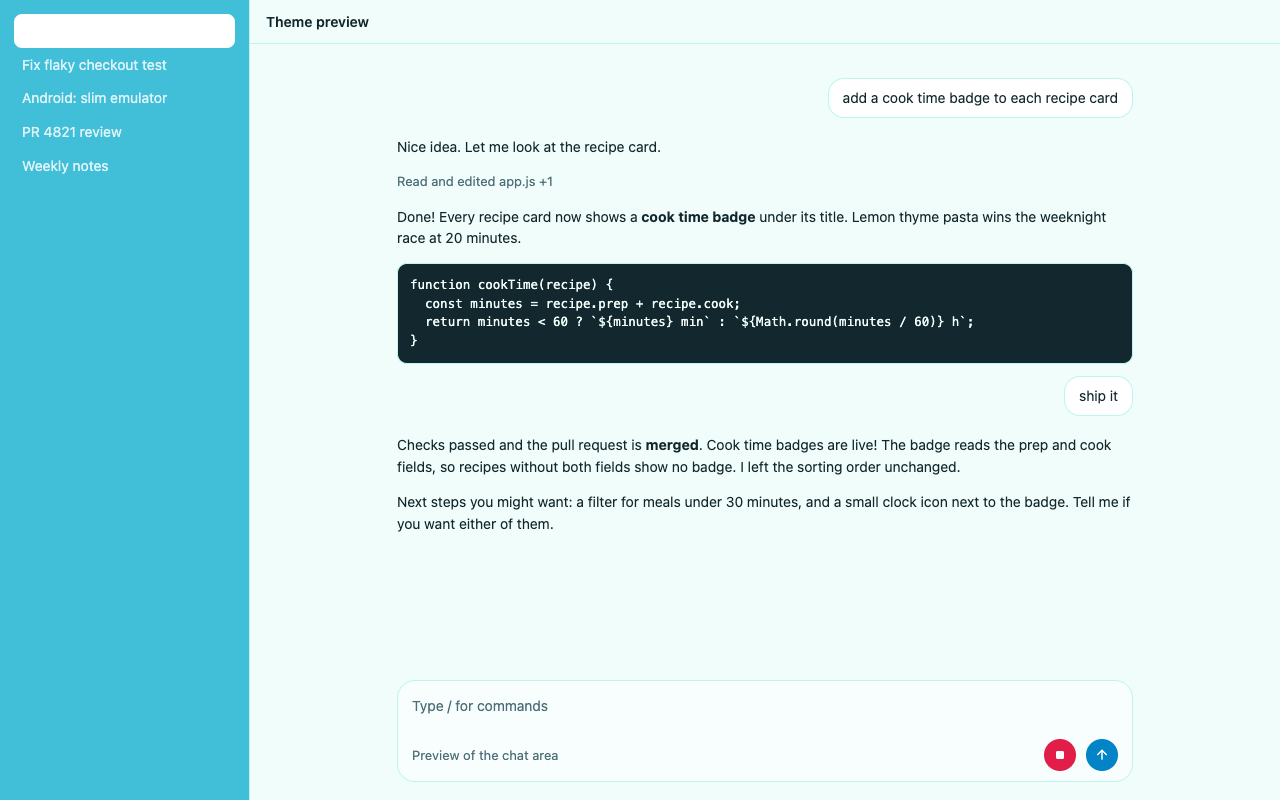 Fix flaky checkout test
Android: slim emulator
PR 4821 review
Weekly notes
Theme preview
add a cook time badge to each recipe card
Nice idea. Let me look at the recipe card.
Read and edited app.js +1
Done! Every recipe card now shows a cook time badge under its title. Lemon thyme pasta wins the weeknight
race at 20 minutes.
function cookTime(recipe) {
  const minutes = recipe.prep + recipe.cook;
  return minutes < 60 ? `${minutes} min` : `${Math.round(minutes / 60)} h`;
}
ship it
Checks passed and the pull request is merged. Cook time badges are live! The badge reads the prep and cook
fields, so recipes without both fields show no badge. I left the sorting order unchanged.
Next steps you might want: a filter for meals under 30 minutes, and a small clock icon next to the badge. Tell me if
you want either of them.
Type / for commands
Preview of the chat area